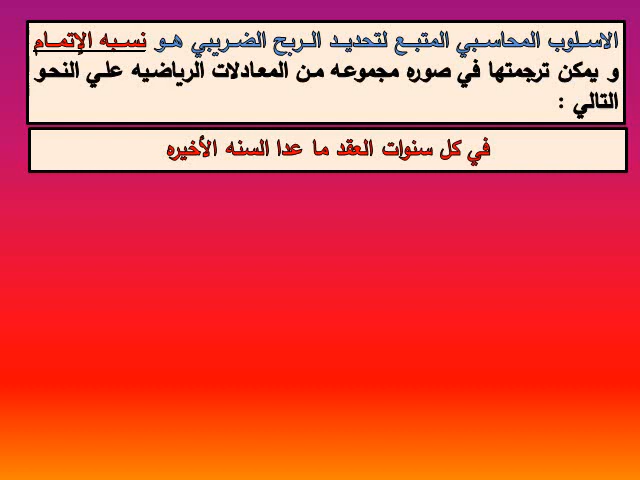 الاسلوب المحاسبي المتبع لتحديد الربح الضريبي هو نسبه الإتمام
و يمكن ترجمتها في صوره مجموعه من المعادلات الرياضيه علي النحو
التالي :
في كل سنوات العقد ما عدا السنه الأخيره